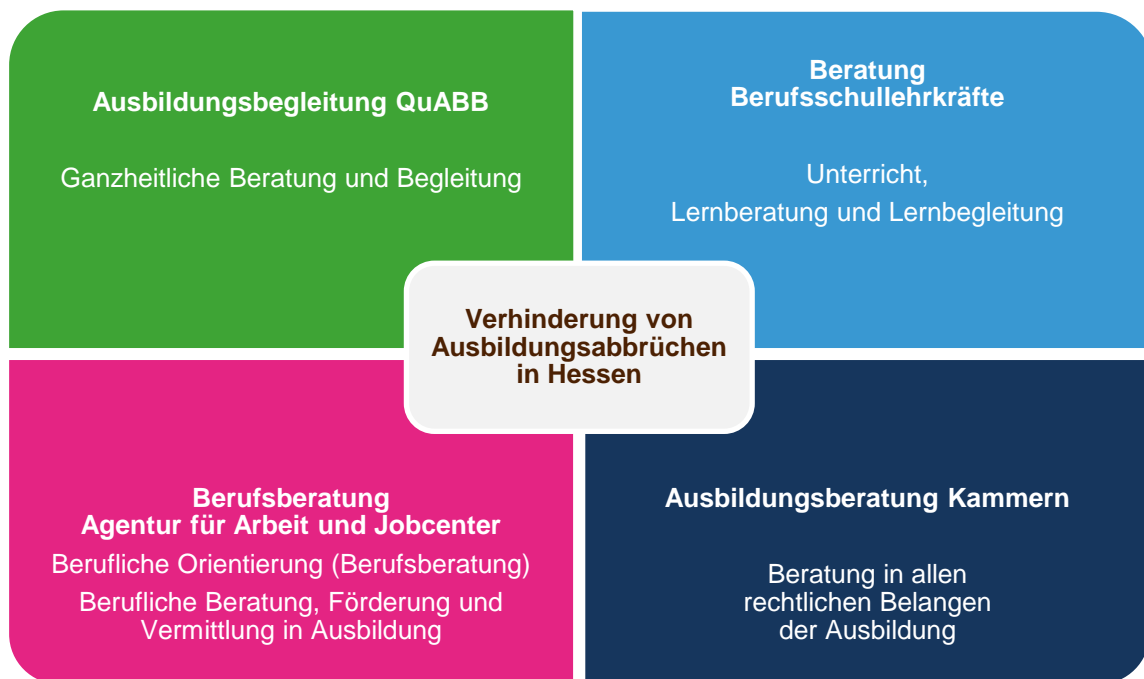 Ausbildungsbegleitung QuABB
Ganzheitliche Beratung und Begleitung
Beratung
Berufsschullehrkräfte
Unterricht,
Lernberatung und Lernbegleitung
Verhinderung von
Ausbildungsabbrüchen
in Hessen
Berufsberatung
Agentur für Arbeit und Jobcenter
Berufliche Orientierung (Berufsberatung)
Berufliche Beratung, Förderung und
Vermittlung in Ausbildung
Ausbildungsberatung Kammern
Beratung in allen
rechtlichen Belangen
der Ausbildung